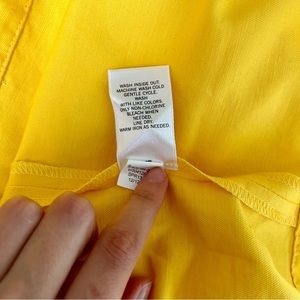 WASH INSIDE OUT.
MACHINE WASH COLD
GENTLE CYCLE.
WASH
WITH LIKE COLORS.
ONLY NON-CHLORINE
BLEACH WHEN
NEEDED.
LINE DRY.
WARM IRON AS NEEDED.